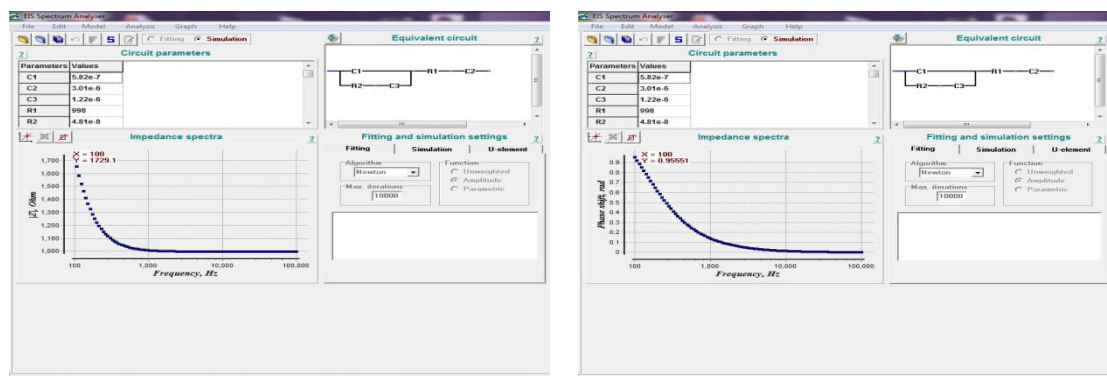 EIS Spectrum Analyser
File Edit Model Analysis Graph Help
S Fitting Simulation
? Circuit parameters
Parameters Values
C1 5.82e-7
C2 3.01e-6
C3 1.22e-6
R1 998
R2 4.81e-8
Equivalent circuit ?
C1 R1 C2
R2 C3
Impedance spectra ?
X = 100
Y = 1729.1
1,700
1,600
1,500
1,400
1,300
1,200
1,100
1,000
|Z|, Ohm
100 1,000 10,000 100,000
Frequency, Hz
Fitting and simulation settings ?
Fitting Simulation U-element
Algorithm
Newton
Max. iterations
10000
Function
Unweighted
Amplitude
Parametric
EIS Spectrum Analyser
File Edit Model Analysis Graph Help
S Fitting Simulation
? Circuit parameters
Parameters Values
C1 5.82e-7
C2 3.01e-6
C3 1.22e-6
R1 998
R2 4.81e-8
Equivalent circuit ?
C1 R1 C2
R2 C3
Impedance spectra ?
X = 100
Y = 0.95551
0.9
0.8
0.7
0.6
0.5
0.4
0.3
0.2
0.1
0
Phase shift, rad
100 1,000 10,000 100,000
Frequency, Hz
Fitting and simulation settings ?
Fitting Simulation U-element
Algorithm
Newton
Max. iterations
10000
Function
Unweighted
Amplitude
Parametric